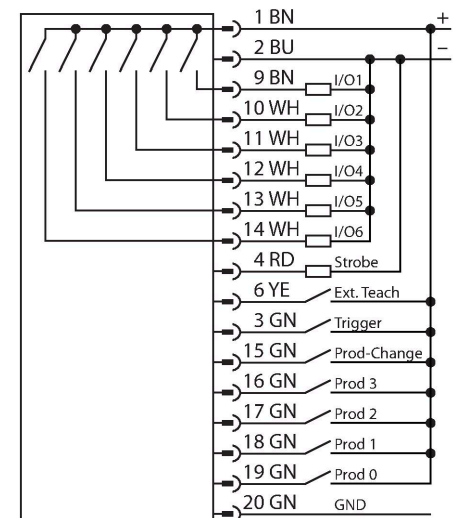 1 BN +
2 BU −
9 BN I/O1
10 WH I/O2
11 WH I/O3
12 WH I/O4
13 WH I/O5
14 WH I/O6
4 RD Strobe
6 YE Ext. Teach
3 GN Trigger
15 GN Prod-Change
16 GN Prod 3
17 GN Prod 2
18 GN Prod 1
19 GN Prod 0
20 GN GND